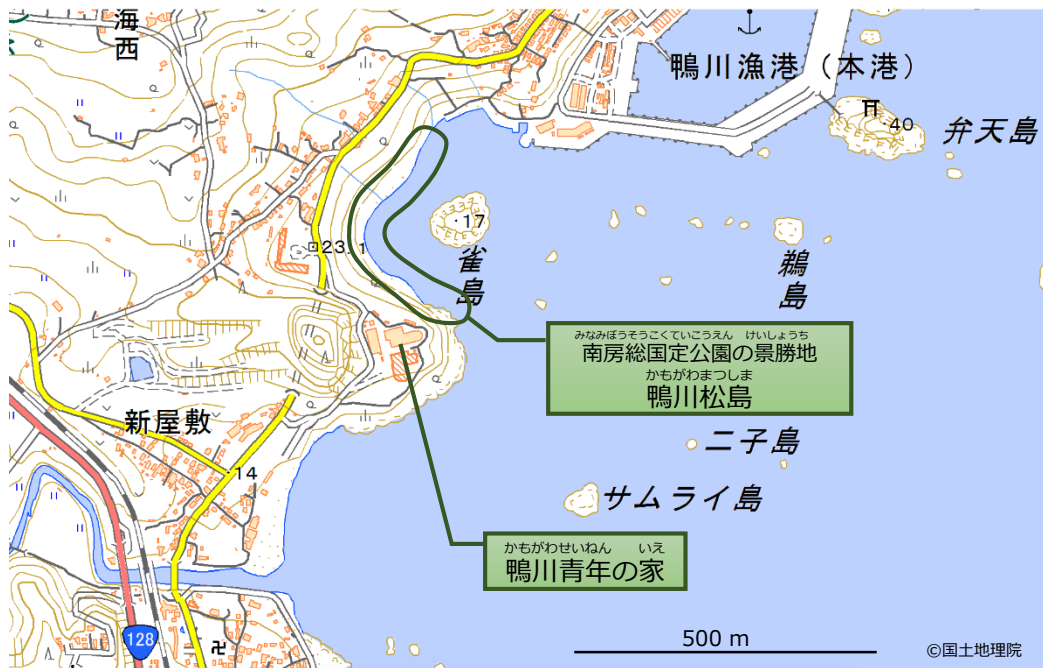 海
西
鴨川漁港（本港）
40
弁天島
17
23.1
雀
島
鵜
島
みなみぼうそうこくていこうえん けいしょうち
南房総国定公園の景勝地
かもがわまつしま
鴨川松島
新屋敷
二子島
14
サムライ島
かもがわせいねん いえ
鴨川青年の家
128
500 m
©国土地理院